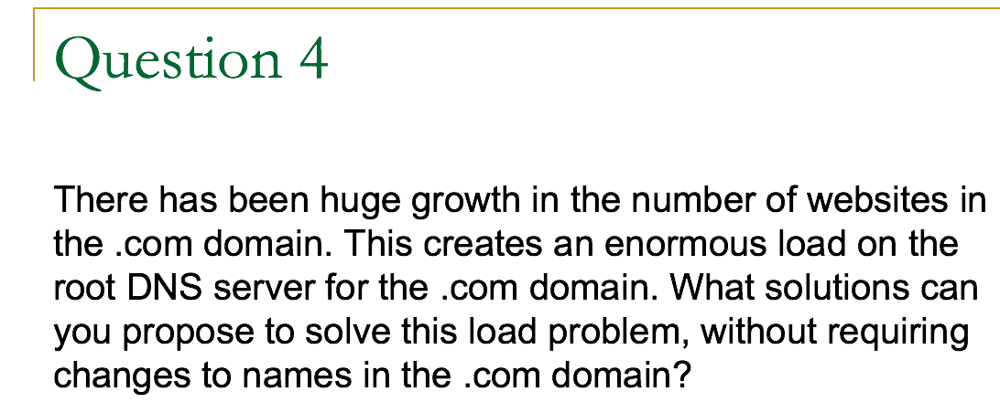 Question 4
There has been huge growth in the number of websites in
the .com domain. This creates an enormous load on the
root DNS server for the .com domain. What solutions can
you propose to solve this load problem, without requiring
changes to names in the .com domain?